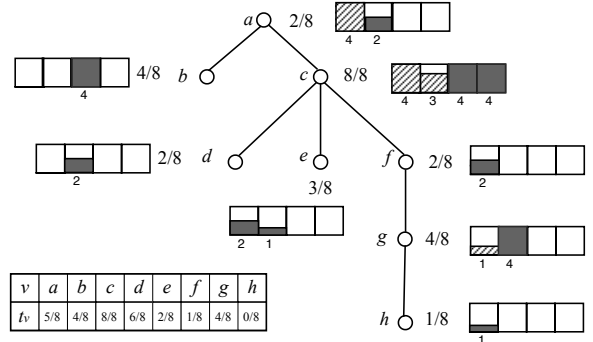 a 2/8
4 2
4/8 b c 8/8
4
4 3 4 4
2/8 d e f 2/8
2
3/8
2
2 1
g 4/8
1 4
v a b c d e f g h
tv 5/8 4/8 8/8 6/8 2/8 1/8 4/8 0/8
h 1/8
1